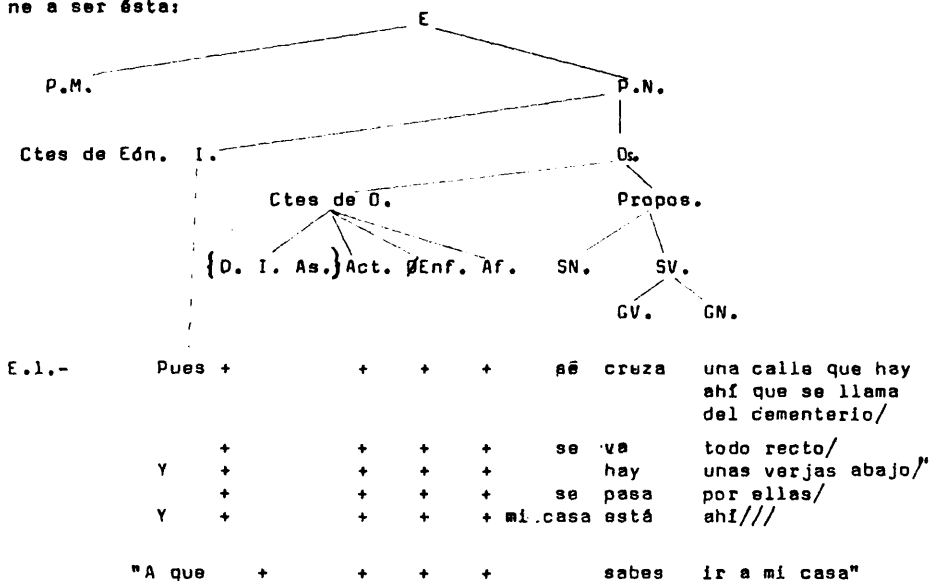 ne a ser ésta:
E
P.M. P.N.
Ctes de Eón. I. Os.
Ctes de O. Propos.
{D. I. As.} Act. ØEnf. Af. SN. SV.
GV. GN.
E.1.- Pues + + + + sé cruza una calle que hay
ahí que se llama
del cementerio/
+ + + + se va todo recto/
Y + + + + hay unas verjas abajo/"
+ + + + se pasa por ellas/
Y + + + + mi casa está ahí///
"A que + + + + sabes ir a mi casa"